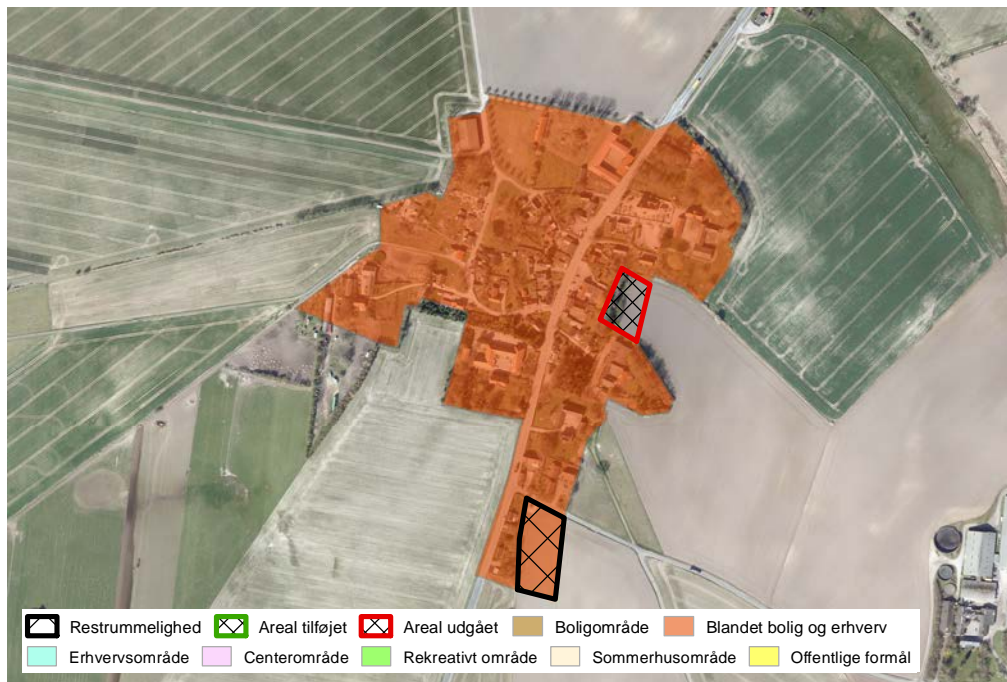 Restrummelighed Areal tilføjet Areal udgået Boligområde Blandet bolig og erhverv
Erhvervsområde Centerområde Rekreativt område Sommerhusområde Offentlige formål